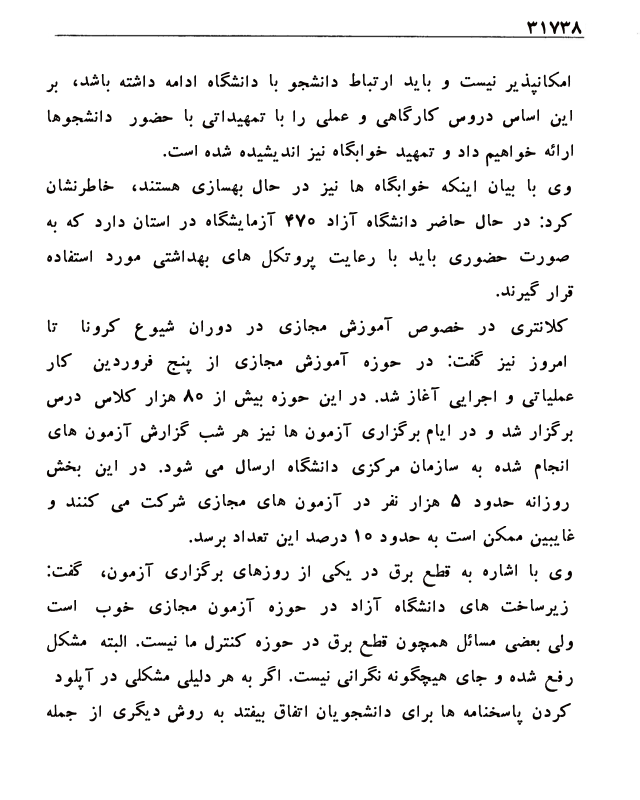 ۳۱۷۳۸
امکانپذیر نیست و باید ارتباط دانشجو با دانشگاه ادامه داشته باشد، بر
این اساس دروس کارگاهی و عملی را با تمهیداتی با حضور دانشجوها
ارائه خواهیم داد و تمهید خوابگاه نیز اندیشیده شده است.
وی با بیان اینکه خوابگاه ها نیز در حال بهسازی هستند، خاطرنشان
کرد: در حال حاضر دانشگاه آزاد ۴۷۰ آزمایشگاه در استان دارد که به
صورت حضوری باید با رعایت پروتکل های بهداشتی مورد استفاده
قرار گیرند.
کلانتری در خصوص آموزش مجازی در دوران شیوع کرونا تا
امروز نیز گفت: در حوزه آموزش مجازی از پنج فروردین کار
عملیاتی و اجرایی آغاز شد. در این حوزه بیش از ۸۰ هزار کلاس درس
برگزار شد و در ایام برگزاری آزمون ها نیز هر شب گزارش آزمون های
انجام شده به سازمان مرکزی دانشگاه ارسال می شود. در این بخش
روزانه حدود ۵ هزار نفر در آزمون های مجازی شرکت می کنند و
غایبین ممکن است به حدود ۱۰ درصد این تعداد برسد.
وی با اشاره به قطع برق در یکی از روزهای برگزاری آزمون، گفت:
زیرساخت های دانشگاه آزاد در حوزه آزمون مجازی خوب است
ولی بعضی مسائل همچون قطع برق در حوزه کنترل ما نیست. البته مشکل
رفع شده و جای هیچگونه نگرانی نیست. اگر به هر دلیلی مشکلی در آپلود
کردن پاسخنامه ها برای دانشجویان اتفاق بیفتد به روش دیگری از جمله